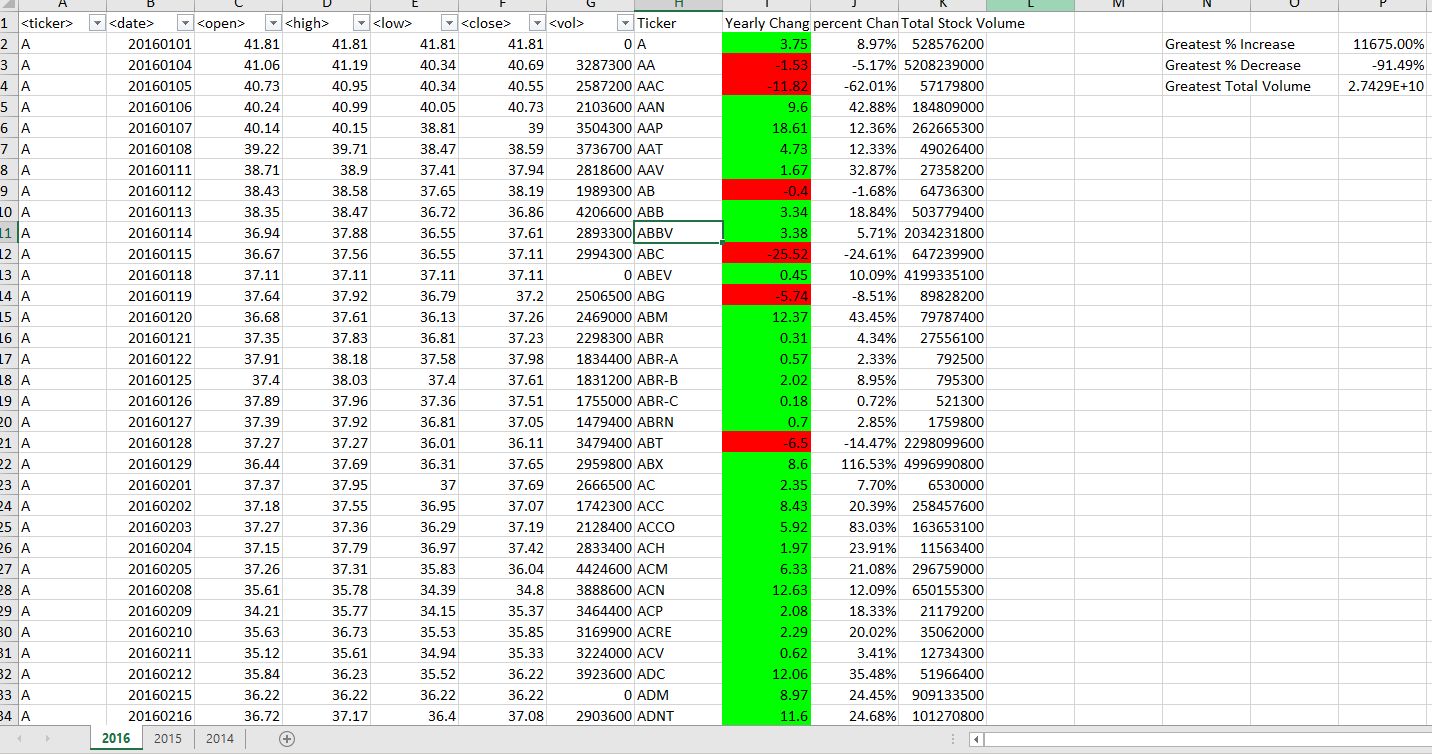 A B C D E F G H I J K L M N O P
1 <ticker> <date> <open> <high> <low> <close> <vol> Ticker Yearly Chang percent Chan Total Stock Volume
2 A 20160101 41.81 41.81 41.81 41.81 0 A 3.75 8.97% 528576200 Greatest % Increase 11675.00%
3 A 20160104 41.06 41.19 40.34 40.69 3287300 AA -1.53 -5.17% 5208239000 Greatest % Decrease -91.49%
4 A 20160105 40.73 40.95 40.34 40.55 2587200 AAC -11.82 -62.01% 57179800 Greatest Total Volume 2.7429E+10
5 A 20160106 40.24 40.99 40.05 40.73 2103600 AAN 9.6 42.88% 184809000
6 A 20160107 40.14 40.15 38.81 39 3504300 AAP 18.61 12.36% 262665300
7 A 20160108 39.22 39.71 38.47 38.59 3736700 AAT 4.73 12.33% 49026400
8 A 20160111 38.71 38.9 37.41 37.94 2818600 AAV 1.67 32.87% 27358200
9 A 20160112 38.43 38.58 37.65 38.19 1989300 AB -0.4 -1.68% 64736300
10 A 20160113 38.35 38.47 36.72 36.86 4206600 ABB 3.34 18.84% 503779400
11 A 20160114 36.94 37.88 36.55 37.61 2893300 ABBV 3.38 5.71% 2034231800
12 A 20160115 36.67 37.56 36.55 37.11 2994300 ABC -25.52 -24.61% 647239900
13 A 20160118 37.11 37.11 37.11 37.11 0 ABEV 0.45 10.09% 4199335100
14 A 20160119 37.64 37.92 36.79 37.2 2506500 ABG -5.74 -8.51% 89828200
15 A 20160120 36.68 37.61 36.13 37.26 2469000 ABM 12.37 43.45% 79787400
16 A 20160121 37.35 37.83 36.81 37.23 2298300 ABR 0.31 4.34% 27556100
17 A 20160122 37.91 38.18 37.58 37.98 1834400 ABR-A 0.57 2.33% 792500
18 A 20160125 37.4 38.03 37.4 37.61 1831200 ABR-B 2.02 8.95% 795300
19 A 20160126 37.89 37.96 37.36 37.51 1755000 ABR-C 0.18 0.72% 521300
20 A 20160127 37.39 37.92 36.81 37.05 1479400 ABRN 0.7 2.85% 1759800
21 A 20160128 37.27 37.27 36.01 36.11 3479400 ABT -6.5 -14.47% 2298099600
22 A 20160129 36.44 37.69 36.31 37.65 2959800 ABX 8.6 116.53% 4996990800
23 A 20160201 37.37 37.95 37 37.69 2666500 AC 2.35 7.70% 6530000
24 A 20160202 37.18 37.55 36.95 37.07 1742300 ACC 8.43 20.39% 258457600
25 A 20160203 37.27 37.36 36.29 37.19 2128400 ACCO 5.92 83.03% 163653100
26 A 20160204 37.15 37.79 36.97 37.42 2833400 ACH 1.97 23.91% 11563400
27 A 20160205 37.26 37.31 35.83 36.04 4424600 ACM 6.33 21.08% 296759000
28 A 20160208 35.61 35.78 34.39 34.8 3888600 ACN 12.63 12.09% 650155300
29 A 20160209 34.21 35.77 34.15 35.37 3464400 ACP 2.08 18.33% 21179200
30 A 20160210 35.63 36.73 35.53 35.85 3169900 ACRE 2.29 20.02% 35062000
31 A 20160211 35.12 35.61 34.94 35.33 3224000 ACV 0.62 3.41% 12734300
32 A 20160212 35.84 36.23 35.52 36.22 3923600 ADC 12.06 35.48% 51966400
33 A 20160215 36.22 36.22 36.22 36.22 0 ADM 8.97 24.45% 909133500
34 A 20160216 36.72 37.17 36.4 37.08 2903600 ADNT 11.6 24.68% 101270800
2016 2015 2014